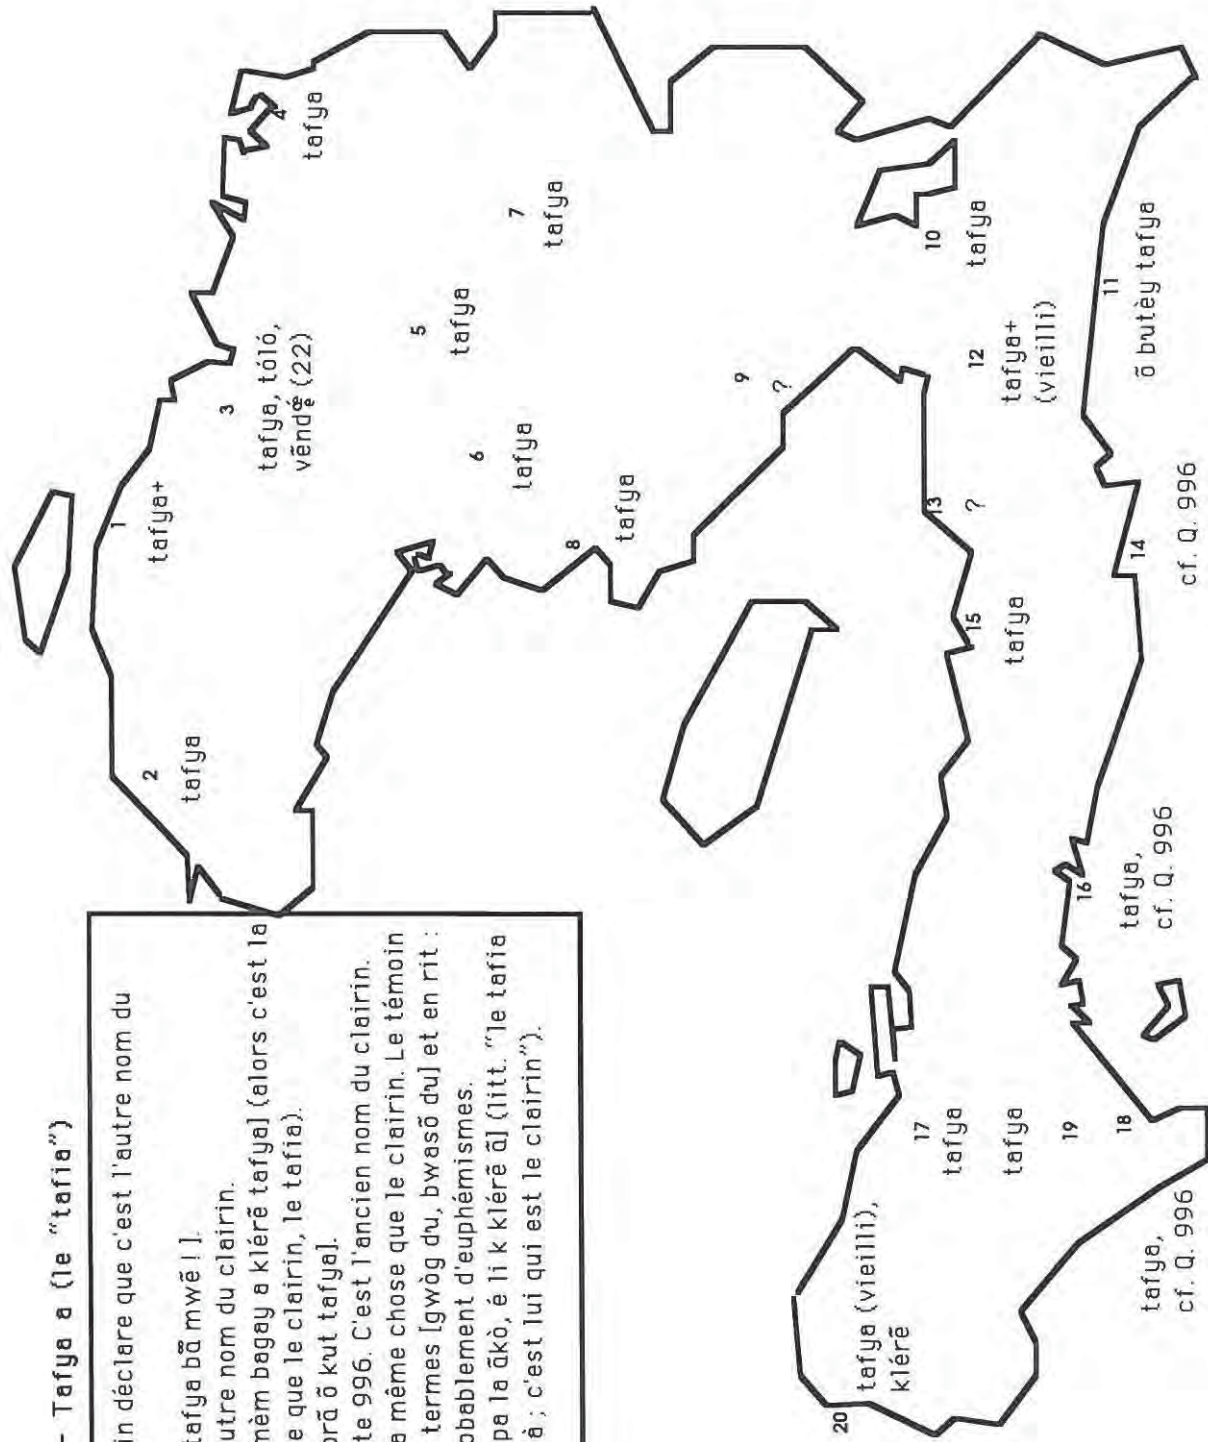 - Tafya a (le "tafia")
in déclare que c'est l'autre nom du
tafya bã mwẽ ! ].
utre nom du clairin.
mèm bagay a klérẽ tafya] (alors c'est la
e que le clairin, le tafia).
prã õ kut tafya].
te 996. C'est l'ancien nom du clairin.
a même chose que le clairin. Le témoin
termes [gwòg du, bwasõ du] et en rit :
obablement d'euphémismes.
pa la ãkò, é li k klérẽ ã] (litt. "le tafia
à ; c'est lui qui est le clairin").
1
tafya+
2
tafya
3
tafya, tóló,
vẽndé (22)
4
tafya
5
tafya
6
tafya
7
tafya
8
tafya
9
?
10
tafya
11
õ butèy tafya
12
tafya+
(vieilli)
13
?
14
cf. Q. 996
15
tafya
16
tafya,
cf. Q. 996
17
tafya
tafya
19
18
tafya,
cf. Q. 996
20
tafya (vieilli),
klérẽ